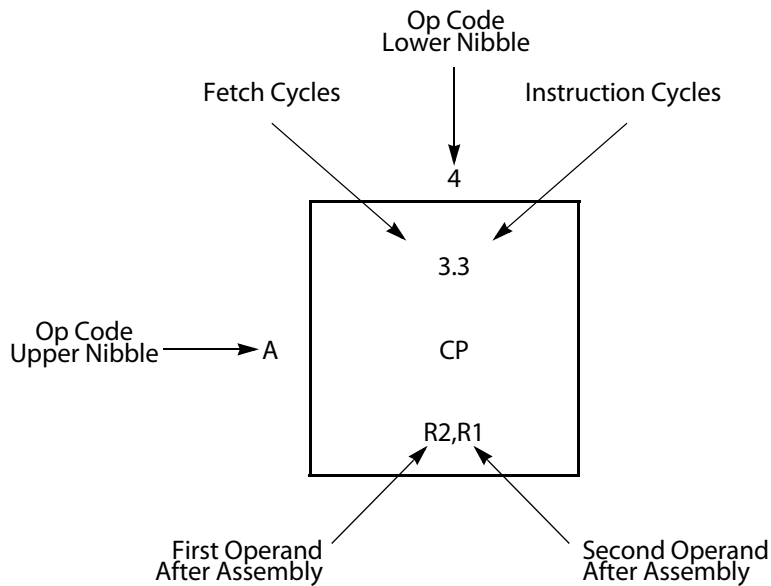 Op Code
Lower Nibble
Fetch Cycles
Instruction Cycles
4
3.3
Op Code
Upper Nibble
A
CP
R2,R1
First Operand
After Assembly
Second Operand
After Assembly